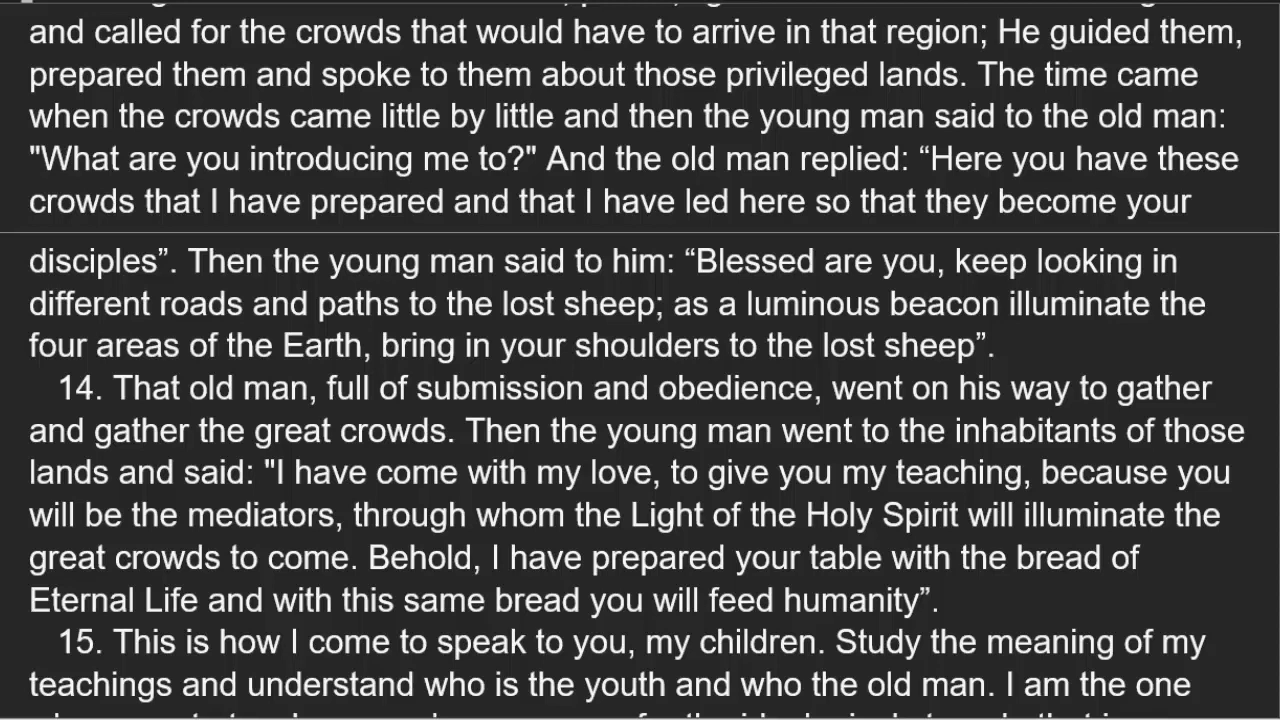 and called for the crowds that would have to arrive in that region; He guided them,
prepared them and spoke to them about those privileged lands. The time came
when the crowds came little by little and then the young man said to the old man:
"What are you introducing me to?" And the old man replied: “Here you have these
crowds that I have prepared and that I have led here so that they become your
disciples”. Then the young man said to him: “Blessed are you, keep looking in
different roads and paths to the lost sheep; as a luminous beacon illuminate the
four areas of the Earth, bring in your shoulders to the lost sheep”.
14. That old man, full of submission and obedience, went on his way to gather
and gather the great crowds. Then the young man went to the inhabitants of those
lands and said: "I have come with my love, to give you my teaching, because you
will be the mediators, through whom the Light of the Holy Spirit will illuminate the
great crowds to come. Behold, I have prepared your table with the bread of
Eternal Life and with this same bread you will feed humanity”.
15. This is how I come to speak to you, my children. Study the meaning of my
teachings and understand who is the youth and who the old man. I am the one